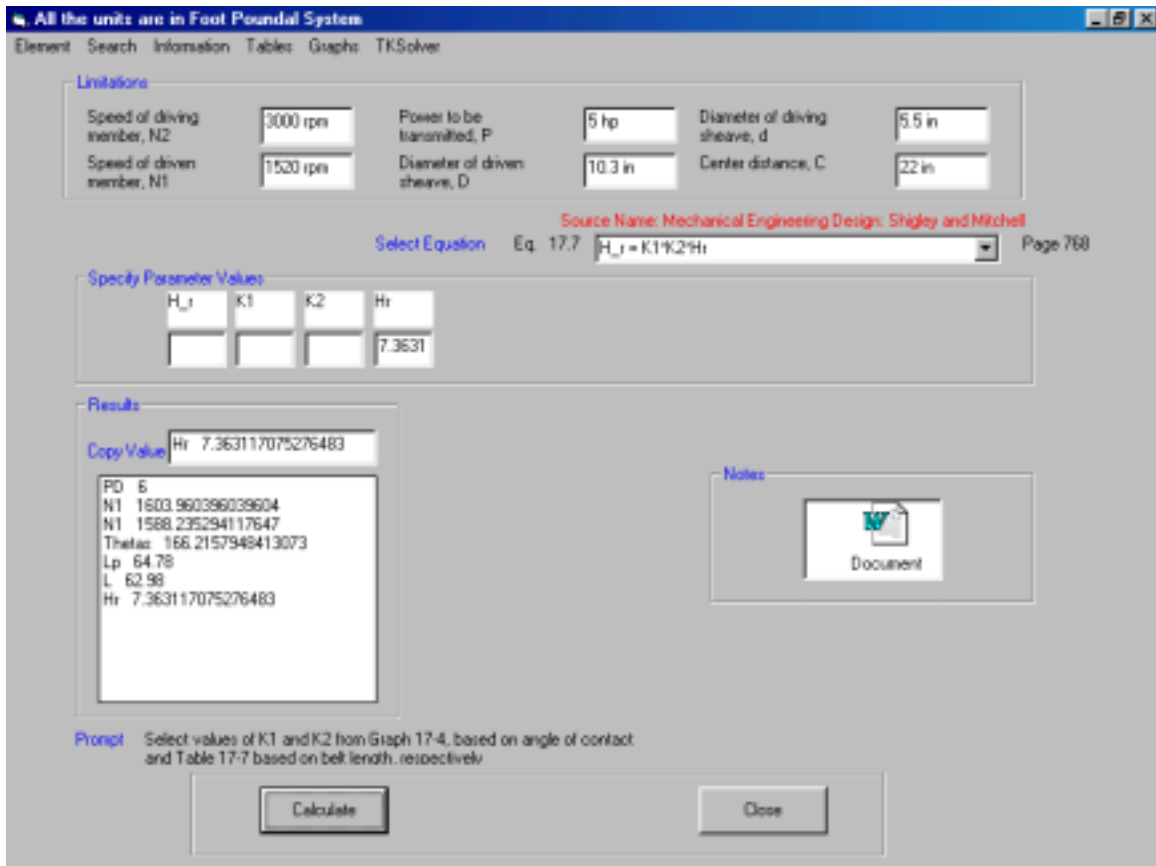 All the units are in Foot Poundal System
Element Search Information Tables Graphs TKSolver
Limitations
Speed of driving member, N2
3000 rpm
Power to be transmitted, P
5 hp
Diameter of driving sheave, d
5.5 in
Speed of driven member, N1
1520 rpm
Diameter of driven sheave, D
10.3 in
Center distance, C
22 in
Source Name: Mechanical Engineering Design: Shigley and Mitchell
Select Equation Eq. 17.7 H_r = K1*K2*Hr Page 768
Specify Parameter Values
H_r K1 K2 Hr
7.3631
Results
Copy Value Hr 7.363117075276483
PD 6
N1 1603.960396039604
N1 1588.235294117647
Thetas 166.2157948413073
Lp 64.78
L 62.98
Hr 7.363117075276483
Notes
W
Document
Prompt Select values of K1 and K2 from Graph 17-4, based on angle of contact
and Table 17-7 based on belt length, respectively
Calculate Close